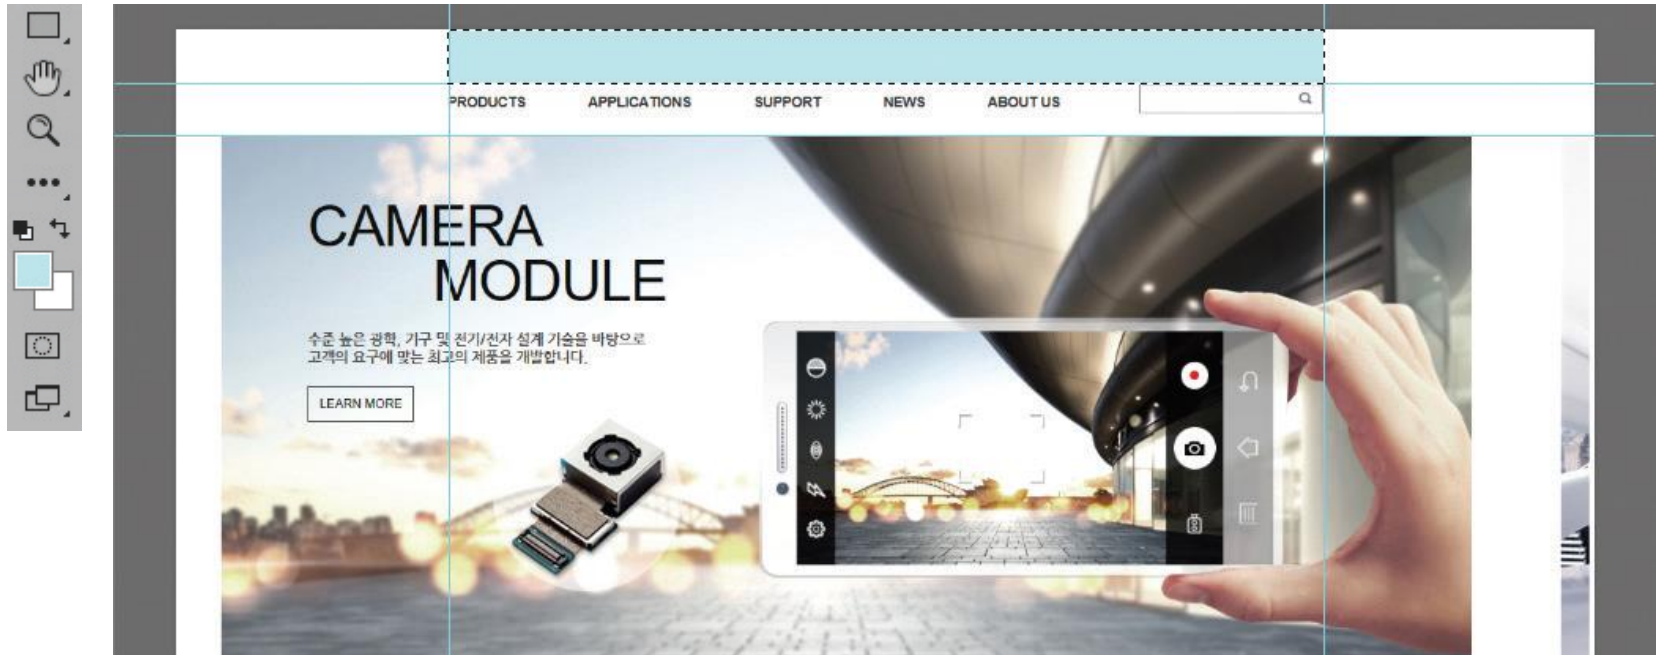 PRODUCTS APPLICATIONS SUPPORT NEWS ABOUT US
CAMERA
MODULE
수준 높은 광학, 기구 및 전기/전자 설계 기술을 바탕으로
고객의 요구에 맞는 최고의 제품을 개발합니다.
LEARN MORE